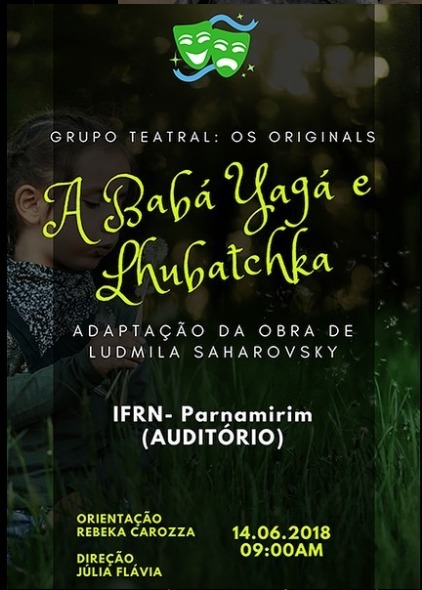 GRUPO TEATRAL: OS ORIGINALS
A Babá Yagá e
Lhubatchka
ADAPTAÇÃO DA OBRA DE
LUDMILA SAHAROVSKY
IFRN- Parnamirim
(AUDITÓRIO)
ORIENTAÇÃO
REBEKA CAROZZA
DIREÇÃO
JÚLIA FLÁVIA
14.06.2018
09:00AM